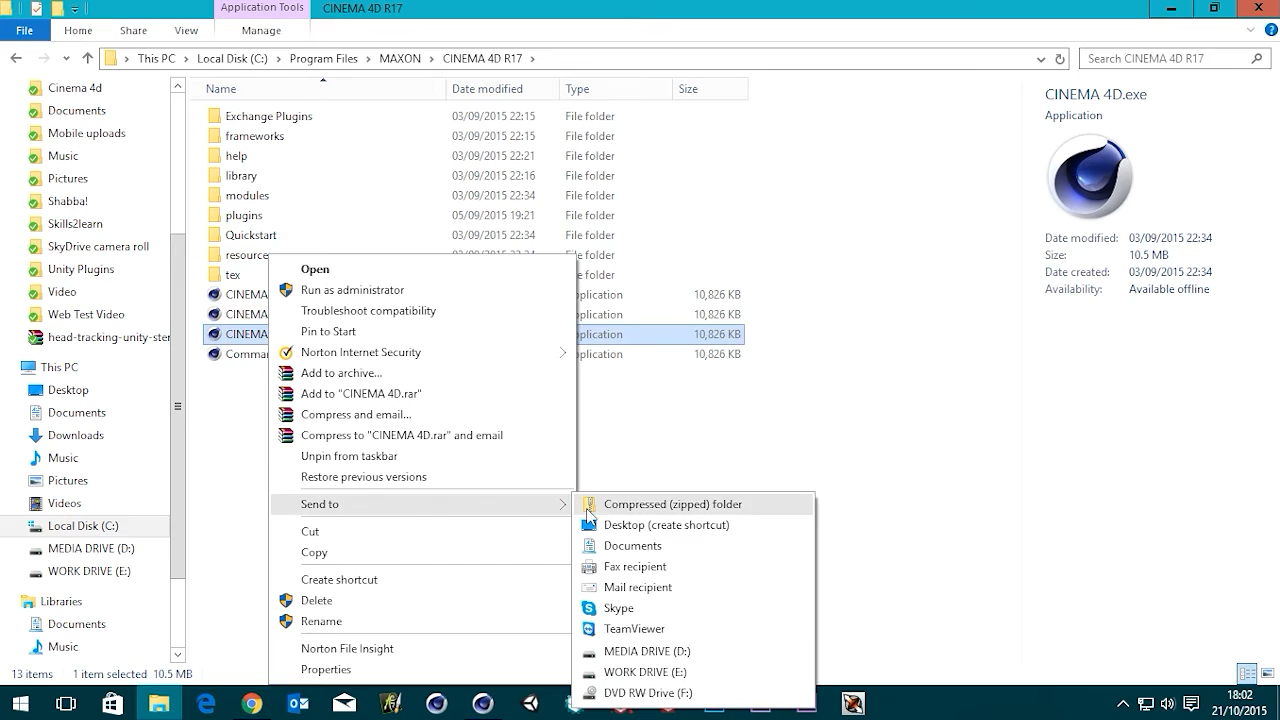 Application Tools
CINEMA 4D R17
File
Home
Share
View
Manage
This PC
Local Disk (C:)
Program Files
MAXON
CINEMA 4D R17
Search CINEMA 4D R17
Cinema 4d
Documents
Mobile uploads
Music
Pictures
Shabba!
Skills2learn
SkyDrive camera roll
Unity Plugins
Video
Web Test Video
head-tracking-unity-ster
This PC
Desktop
Documents
Downloads
Music
Pictures
Videos
Local Disk (C:)
MEDIA DRIVE (D:)
WORK DRIVE (E:)
Libraries
Documents
Music
Name Date modified Type Size
Exchange Plugins 03/09/2015 22:15 File folder
frameworks 03/09/2015 22:15 File folder
help 03/09/2015 22:21 File folder
library 03/09/2015 22:16 File folder
modules 03/09/2015 22:34 File folder
plugins 05/09/2015 19:21 File folder
Quickstart 03/09/2015 22:34 File folder
resource File folder
tex le folder
CINEMA pplication 10,826 KB
CINEMA pplication 10,826 KB
CINEMA pplication 10,826 KB
Comma pplication 10,826 KB
Open
Run as administrator
Troubleshoot compatibility
Pin to Start
Norton Internet Security
Add to archive...
Add to "CINEMA 4D.rar"
Compress and email...
Compress to "CINEMA 4D.rar" and email
Unpin from taskbar
Restore previous versions
Send to
Cut
Copy
Create shortcut
Delete
Rename
Norton File Insight
Properties
Compressed (zipped) folder
Desktop (create shortcut)
Documents
Fax recipient
Mail recipient
Skype
TeamViewer
MEDIA DRIVE (D:)
WORK DRIVE (E:)
DVD RW Drive (F:)
CINEMA 4D.exe
Application
Date modified: 03/09/2015 22:34
Size: 10.5 MB
Date created: 03/09/2015 22:34
Availability: Available offline
13 items 1 item selected 10.5 MB
18:02
21/10/2015